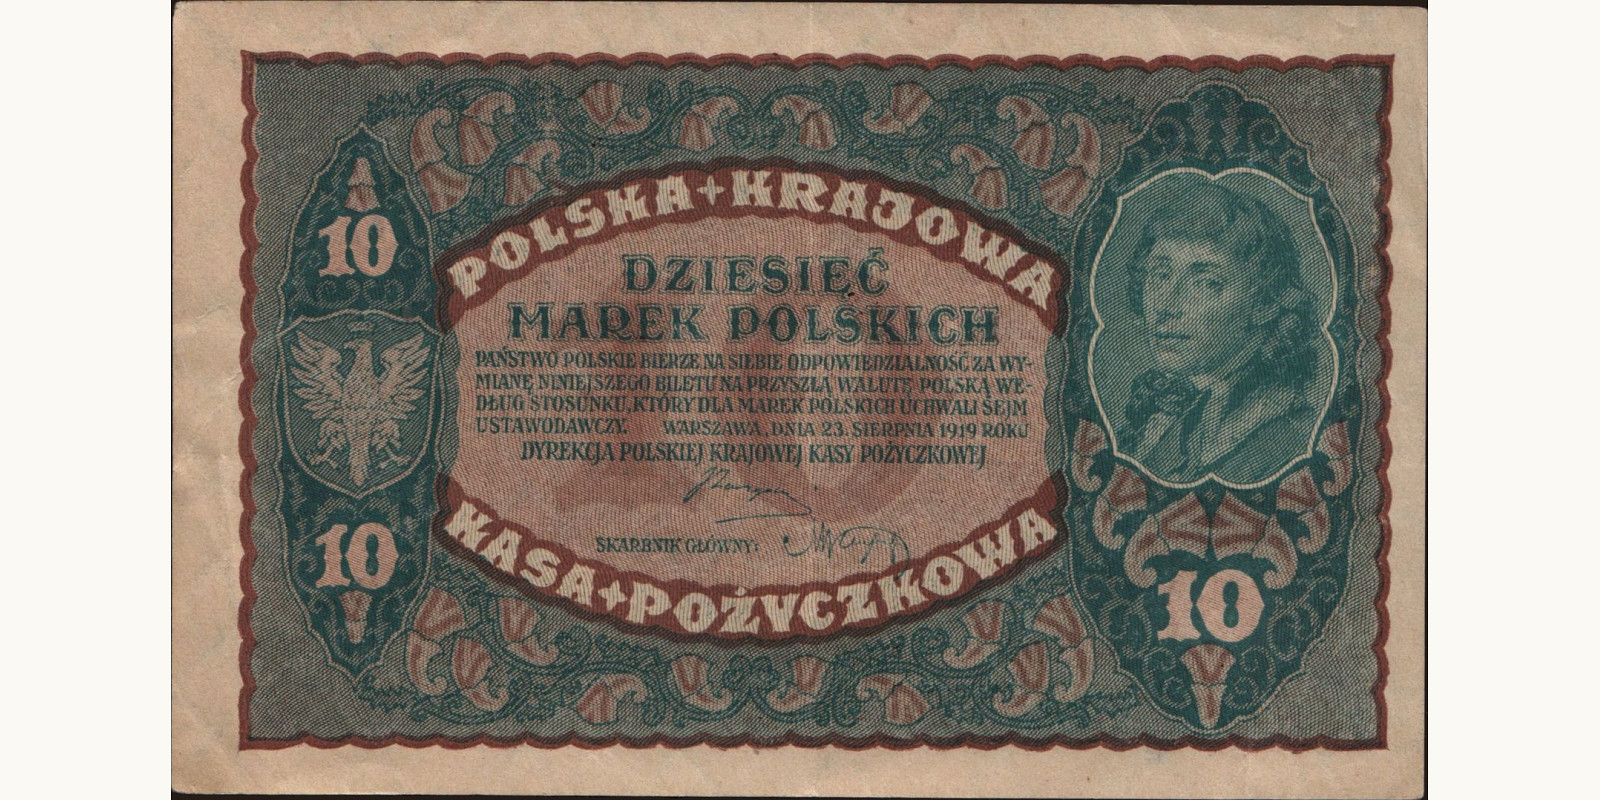 POLSKA + KRAJOWA
10
DZIESIĘĆ
MAREK POLSKICH
PAŃSTWO POLSKIE BIERZE NA SIEBIE ODPOWIEDZIALNOŚĆ ZA WY-
MIANĘ NINIEJSZEGO BILETU NA PRZYSZŁĄ WALUTĘ POLSKĄ WE-
DŁUG STOSUNKU, KTÓRY DLA MAREK POLSKICH UCHWALI SEJM
USTAWODAWCZY. WARSZAWA, DNIA 23. SIERPNIA 1919 ROKU
DYREKCJA POLSKIEJ KRAJOWEJ KASY POŻYCZKOWEJ
SKARBNIK GŁÓWNY:
10
KASA + POŻYCZKOWA
10